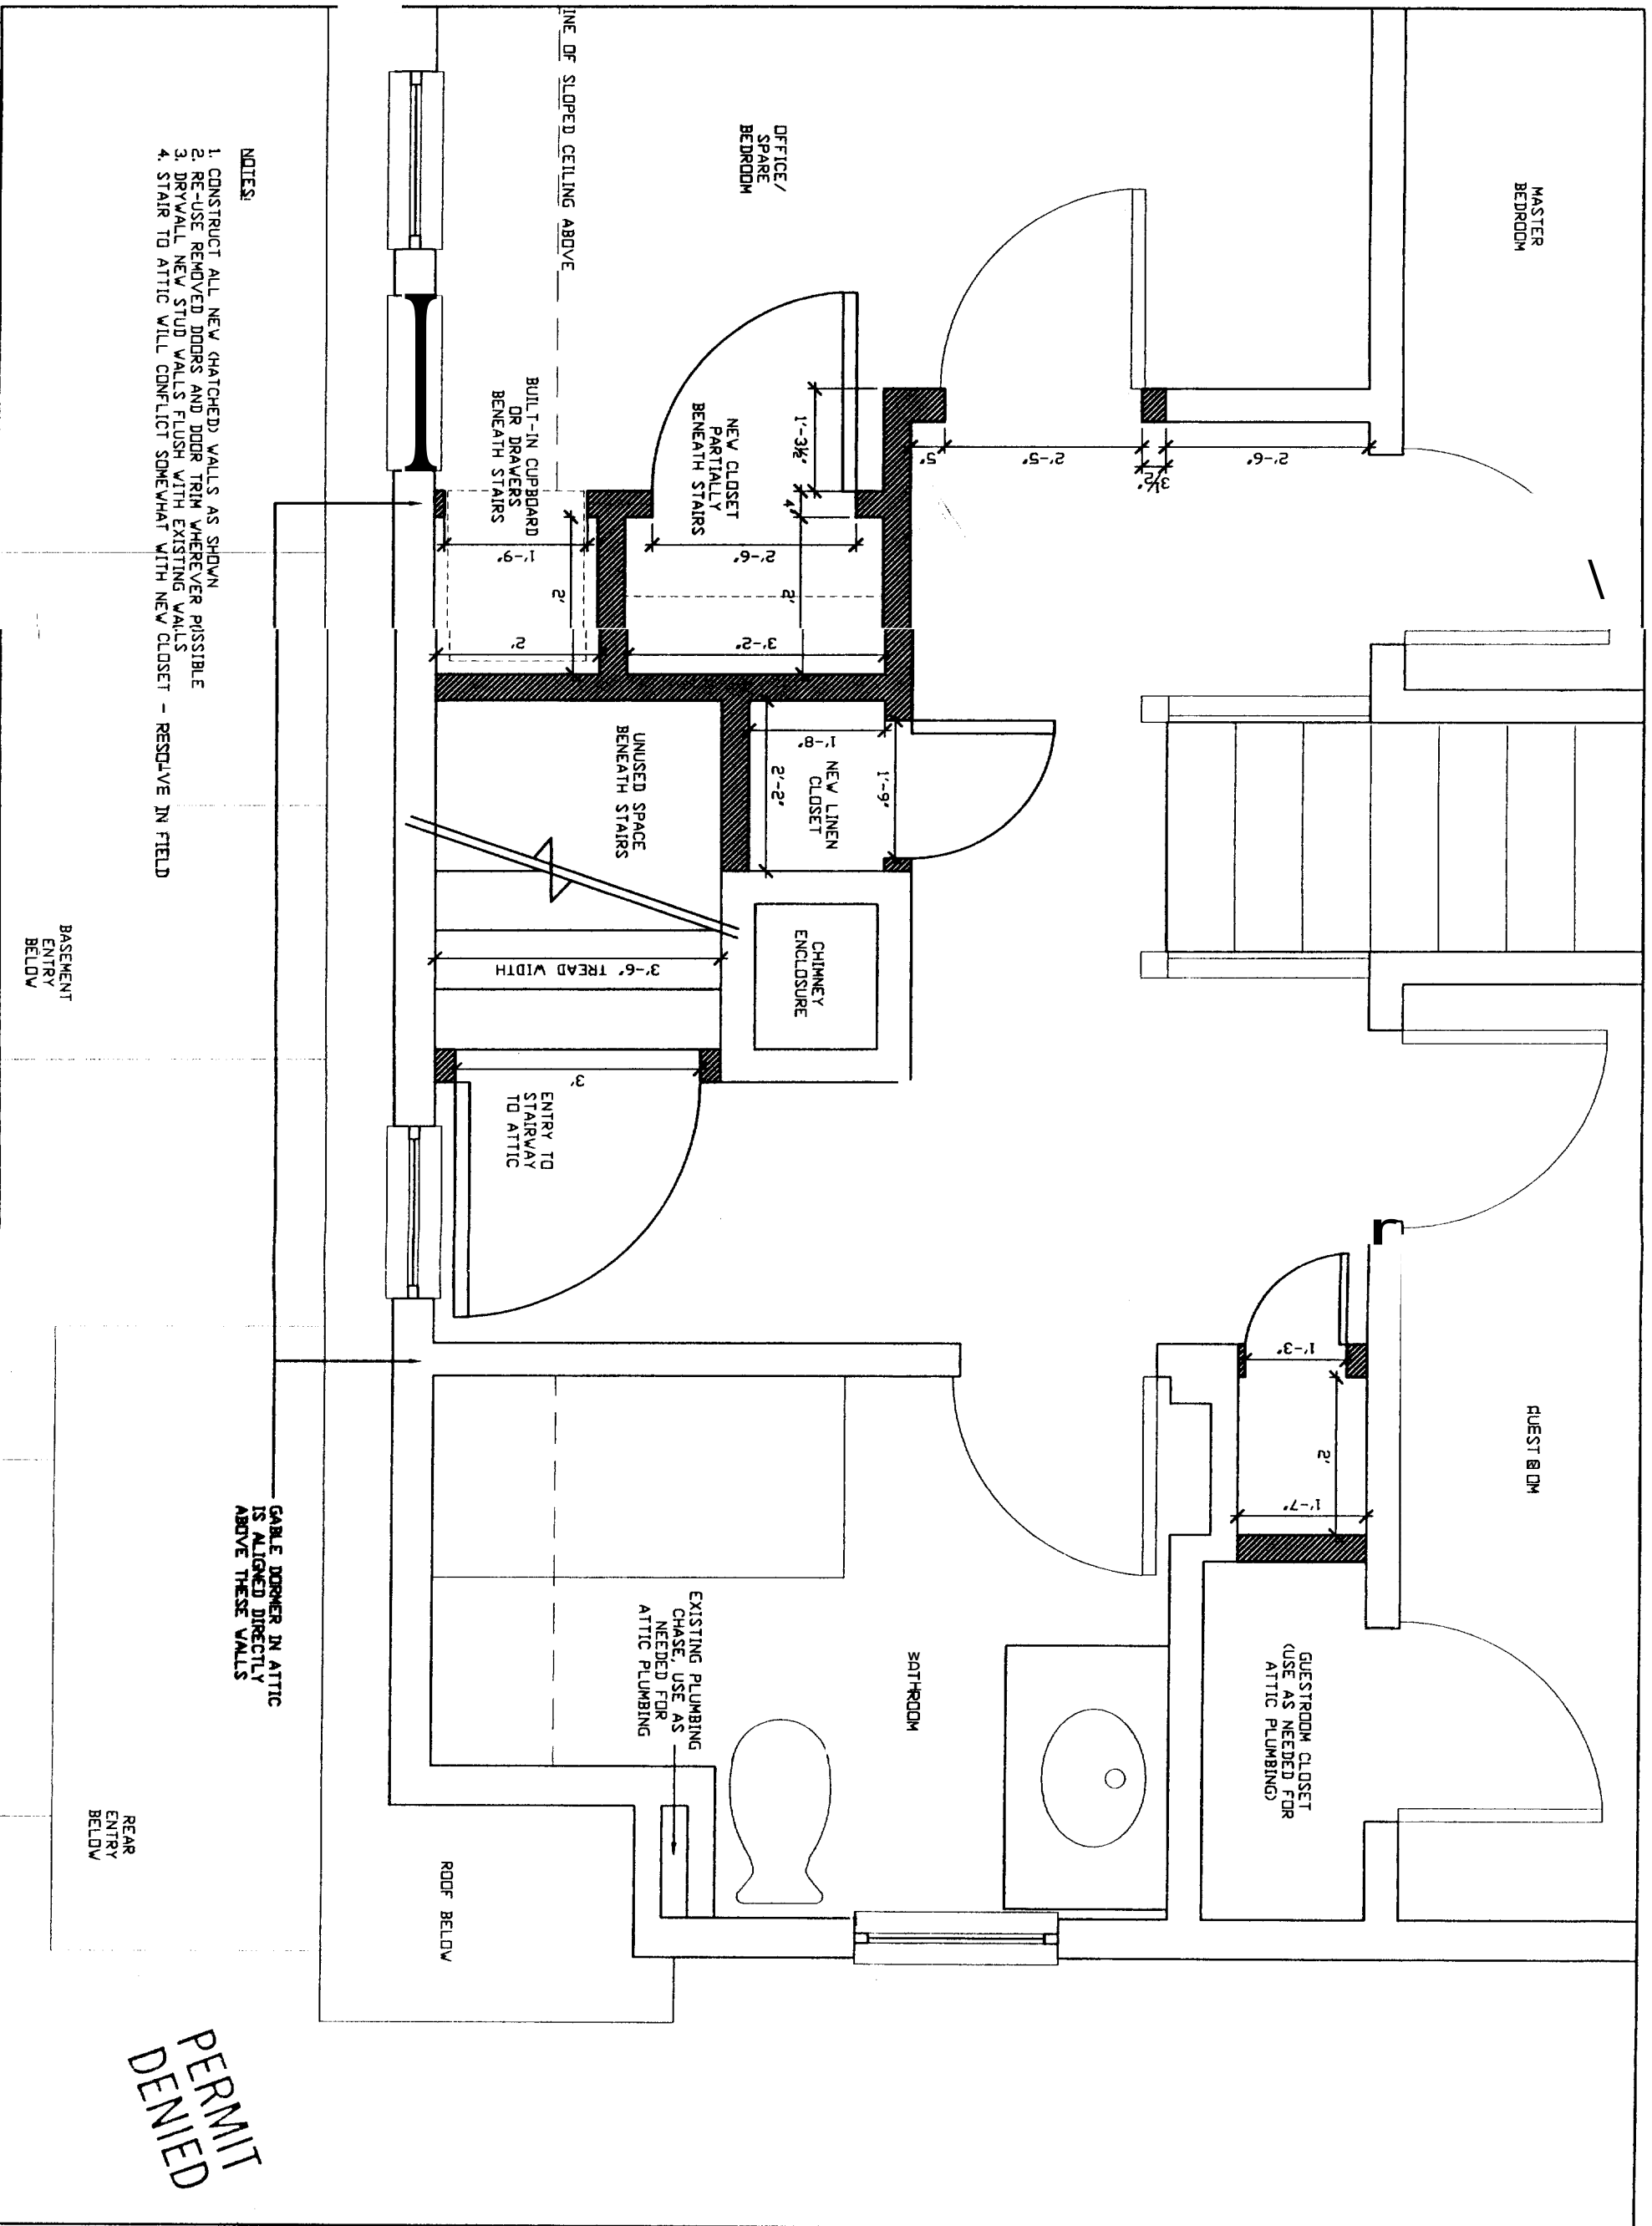 MASTER
BEDROOM
OFFICE/
SPARE
BEDROOM
INE OF SLOPED CEILING ABOVE
2'-6"
3½"
2'-5"
5"
1'-3½"
4"
NEW CLOSET
PARTIALLY
BENEATH STAIRS
2'-6"
2'
3'-2"
BUILT-IN CUPBOARD
OR DRAWERS
BENEATH STAIRS
1'-9"
2'
2'
NEW LINEN
CLOSET
1'-9"
1'-8"
2'-2"
UNUSED SPACE
BENEATH STAIRS
CHIMNEY
ENCLOSURE
3'-6" TREAD WIDTH
3'
ENTRY TO
STAIRWAY
TO ATTIC
1'-3"
2'
1'-7"
GUESTROOM CLOSET
(USE AS NEEDED FOR
ATTIC PLUMBING)
BATHROOM
EXISTING PLUMBING
CHASE, USE AS
NEEDED FOR
ATTIC PLUMBING
ROOF BELOW
GABLE DORMER IN ATTIC
IS ALIGNED DIRECTLY
ABOVE THESE WALLS
NOTES:
1. CONSTRUCT ALL NEW (HATCHED) WALLS AS SHOWN
2. RE-USE REMOVED DOORS AND DOOR TRIM WHEREVER POSSIBLE
3. DRYWALL NEW STUD WALLS FLUSH WITH EXISTING WALLS
4. STAIR TO ATTIC WILL CONFLICT SOMEWHAT WITH NEW CLOSET - RESOLVE IN FIELD
BASEMENT
ENTRY
BELOW
REAR
ENTRY
BELOW
PERMIT
DENIED